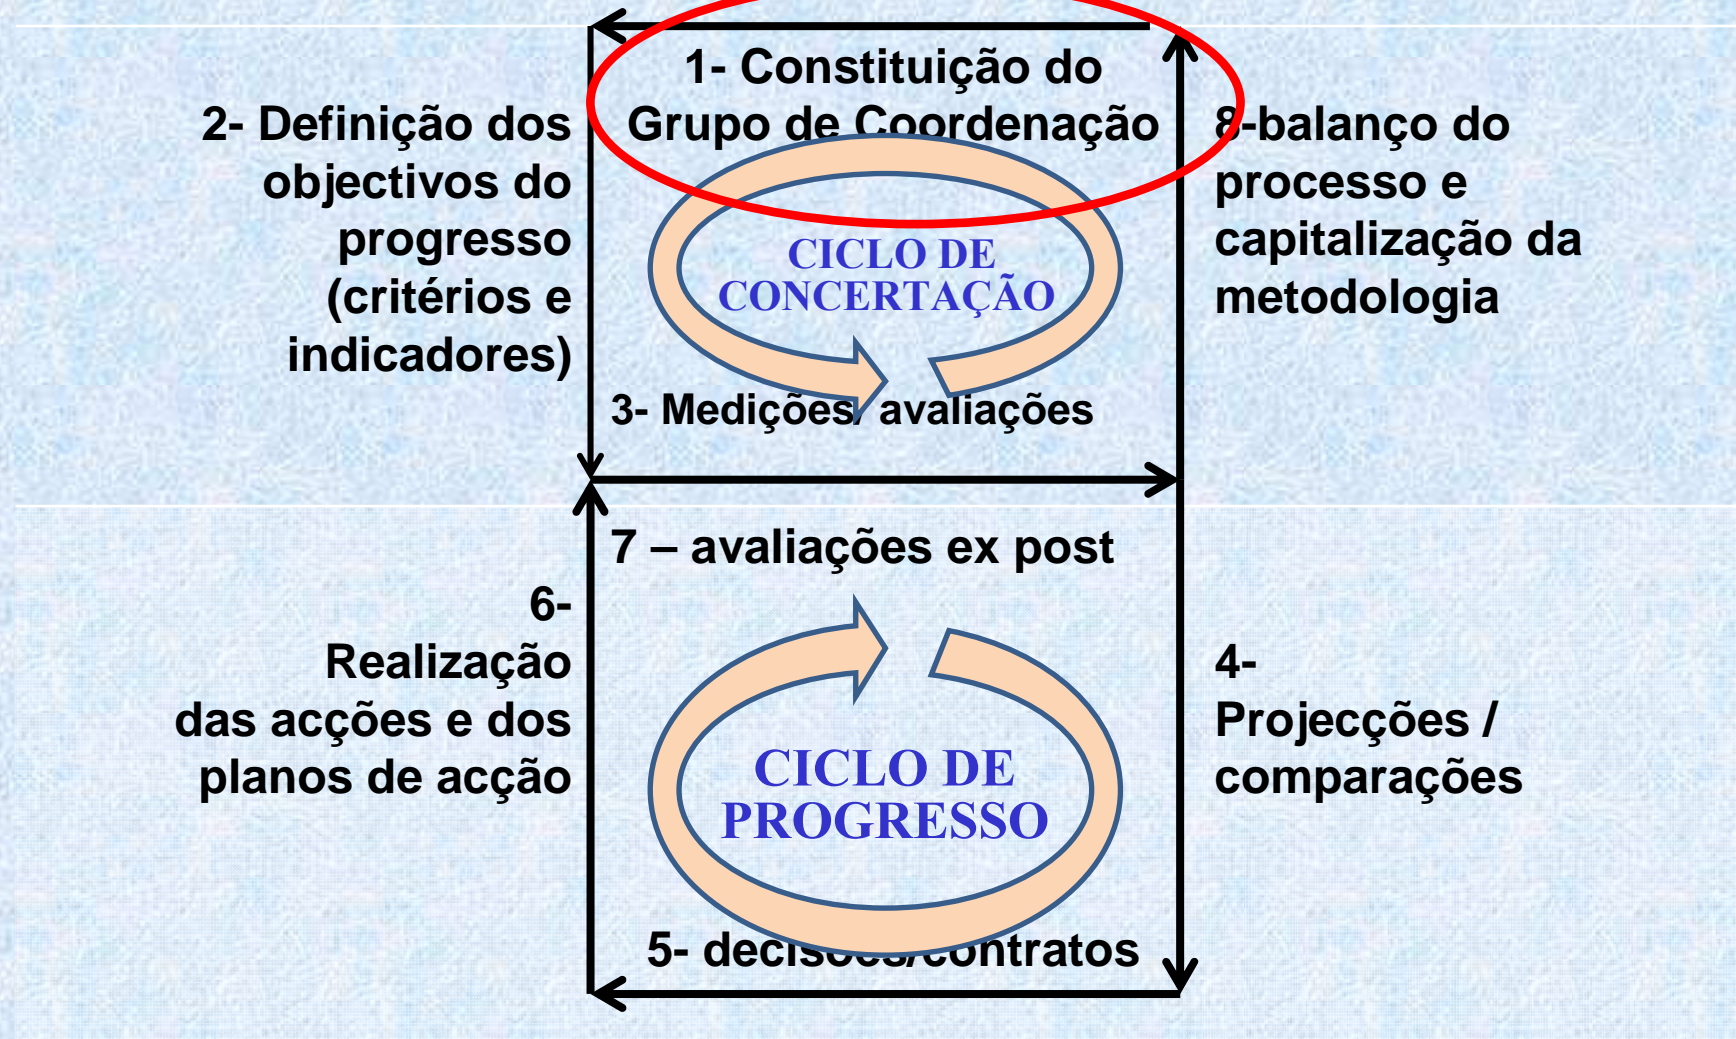 1- Constituição do
Grupo de Coordenação
2- Definição dos
objectivos do
progresso
(critérios e
indicadores)
8-balanço do
processo e
capitalização da
metodologia
CICLO DE
CONCERTAÇÃO
3- Medições/ avaliações
7 – avaliações ex post
6-
Realização
das acções e dos
planos de acção
4-
Projecções /
comparações
CICLO DE
PROGRESSO
5- decisões/contratos